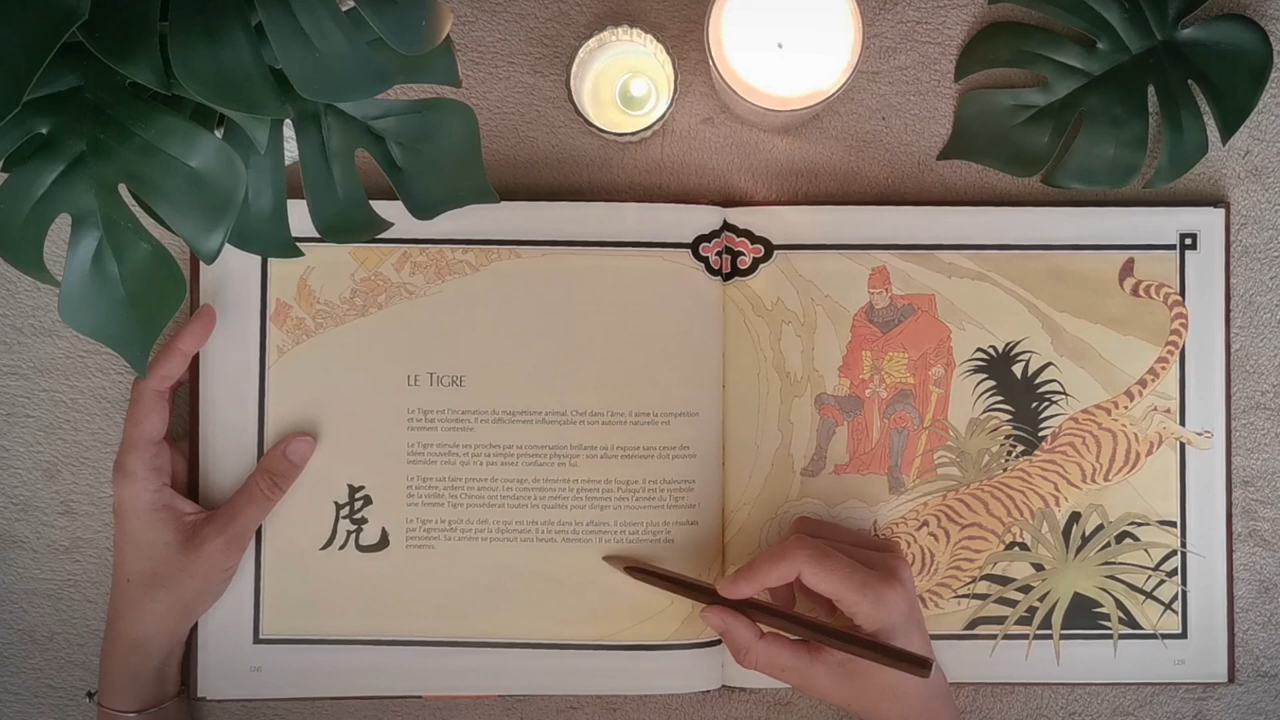 LE TIGRE
Le Tigre est l'incarnation du magnétisme animal. Chef dans l'âme, il aime la compétition
et se bat volontiers. Il est difficilement influençable et son autorité naturelle est
rarement contestée.
Le Tigre stimule ses proches par sa conversation brillante où il expose sans cesse des
idées nouvelles, et par sa simple présence physique : son allure extérieure doit pouvoir
intimider celui qui n'a pas assez confiance en lui.
Le Tigre sait faire preuve de courage, de témérité et même de fougue. Il est chaleureux
et sincère, ardent en amour. Les conventions ne le gênent pas. Puisqu'il est le symbole
de la virilité, les Chinois ont tendance à se méfier des femmes nées l'année du Tigre :
une femme Tigre posséderait toutes les qualités pour diriger un mouvement féministe !
Le Tigre a le goût du défi, ce qui est très utile dans les affaires. Il obtient plus de résultats
par l'agressivité que par la diplomatie. Il a le sens du commerce et sait diriger le
personnel. Sa carrière se poursuit sans heurts. Attention ! Il se fait facilement des
ennemis.
虎